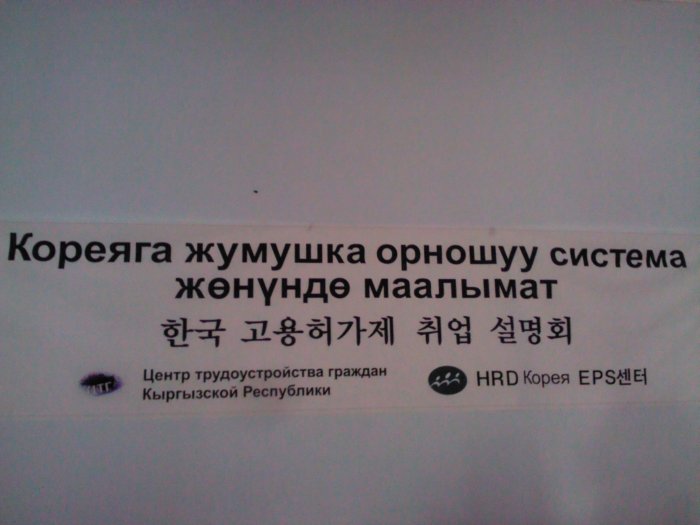 Кореяга жумушка орношуу система
жөнүндө маалымат
한국 고용허가제 취업 설명회
Центр трудоустройства граждан
Кыргызской Республики
HRD Корея EPS센터